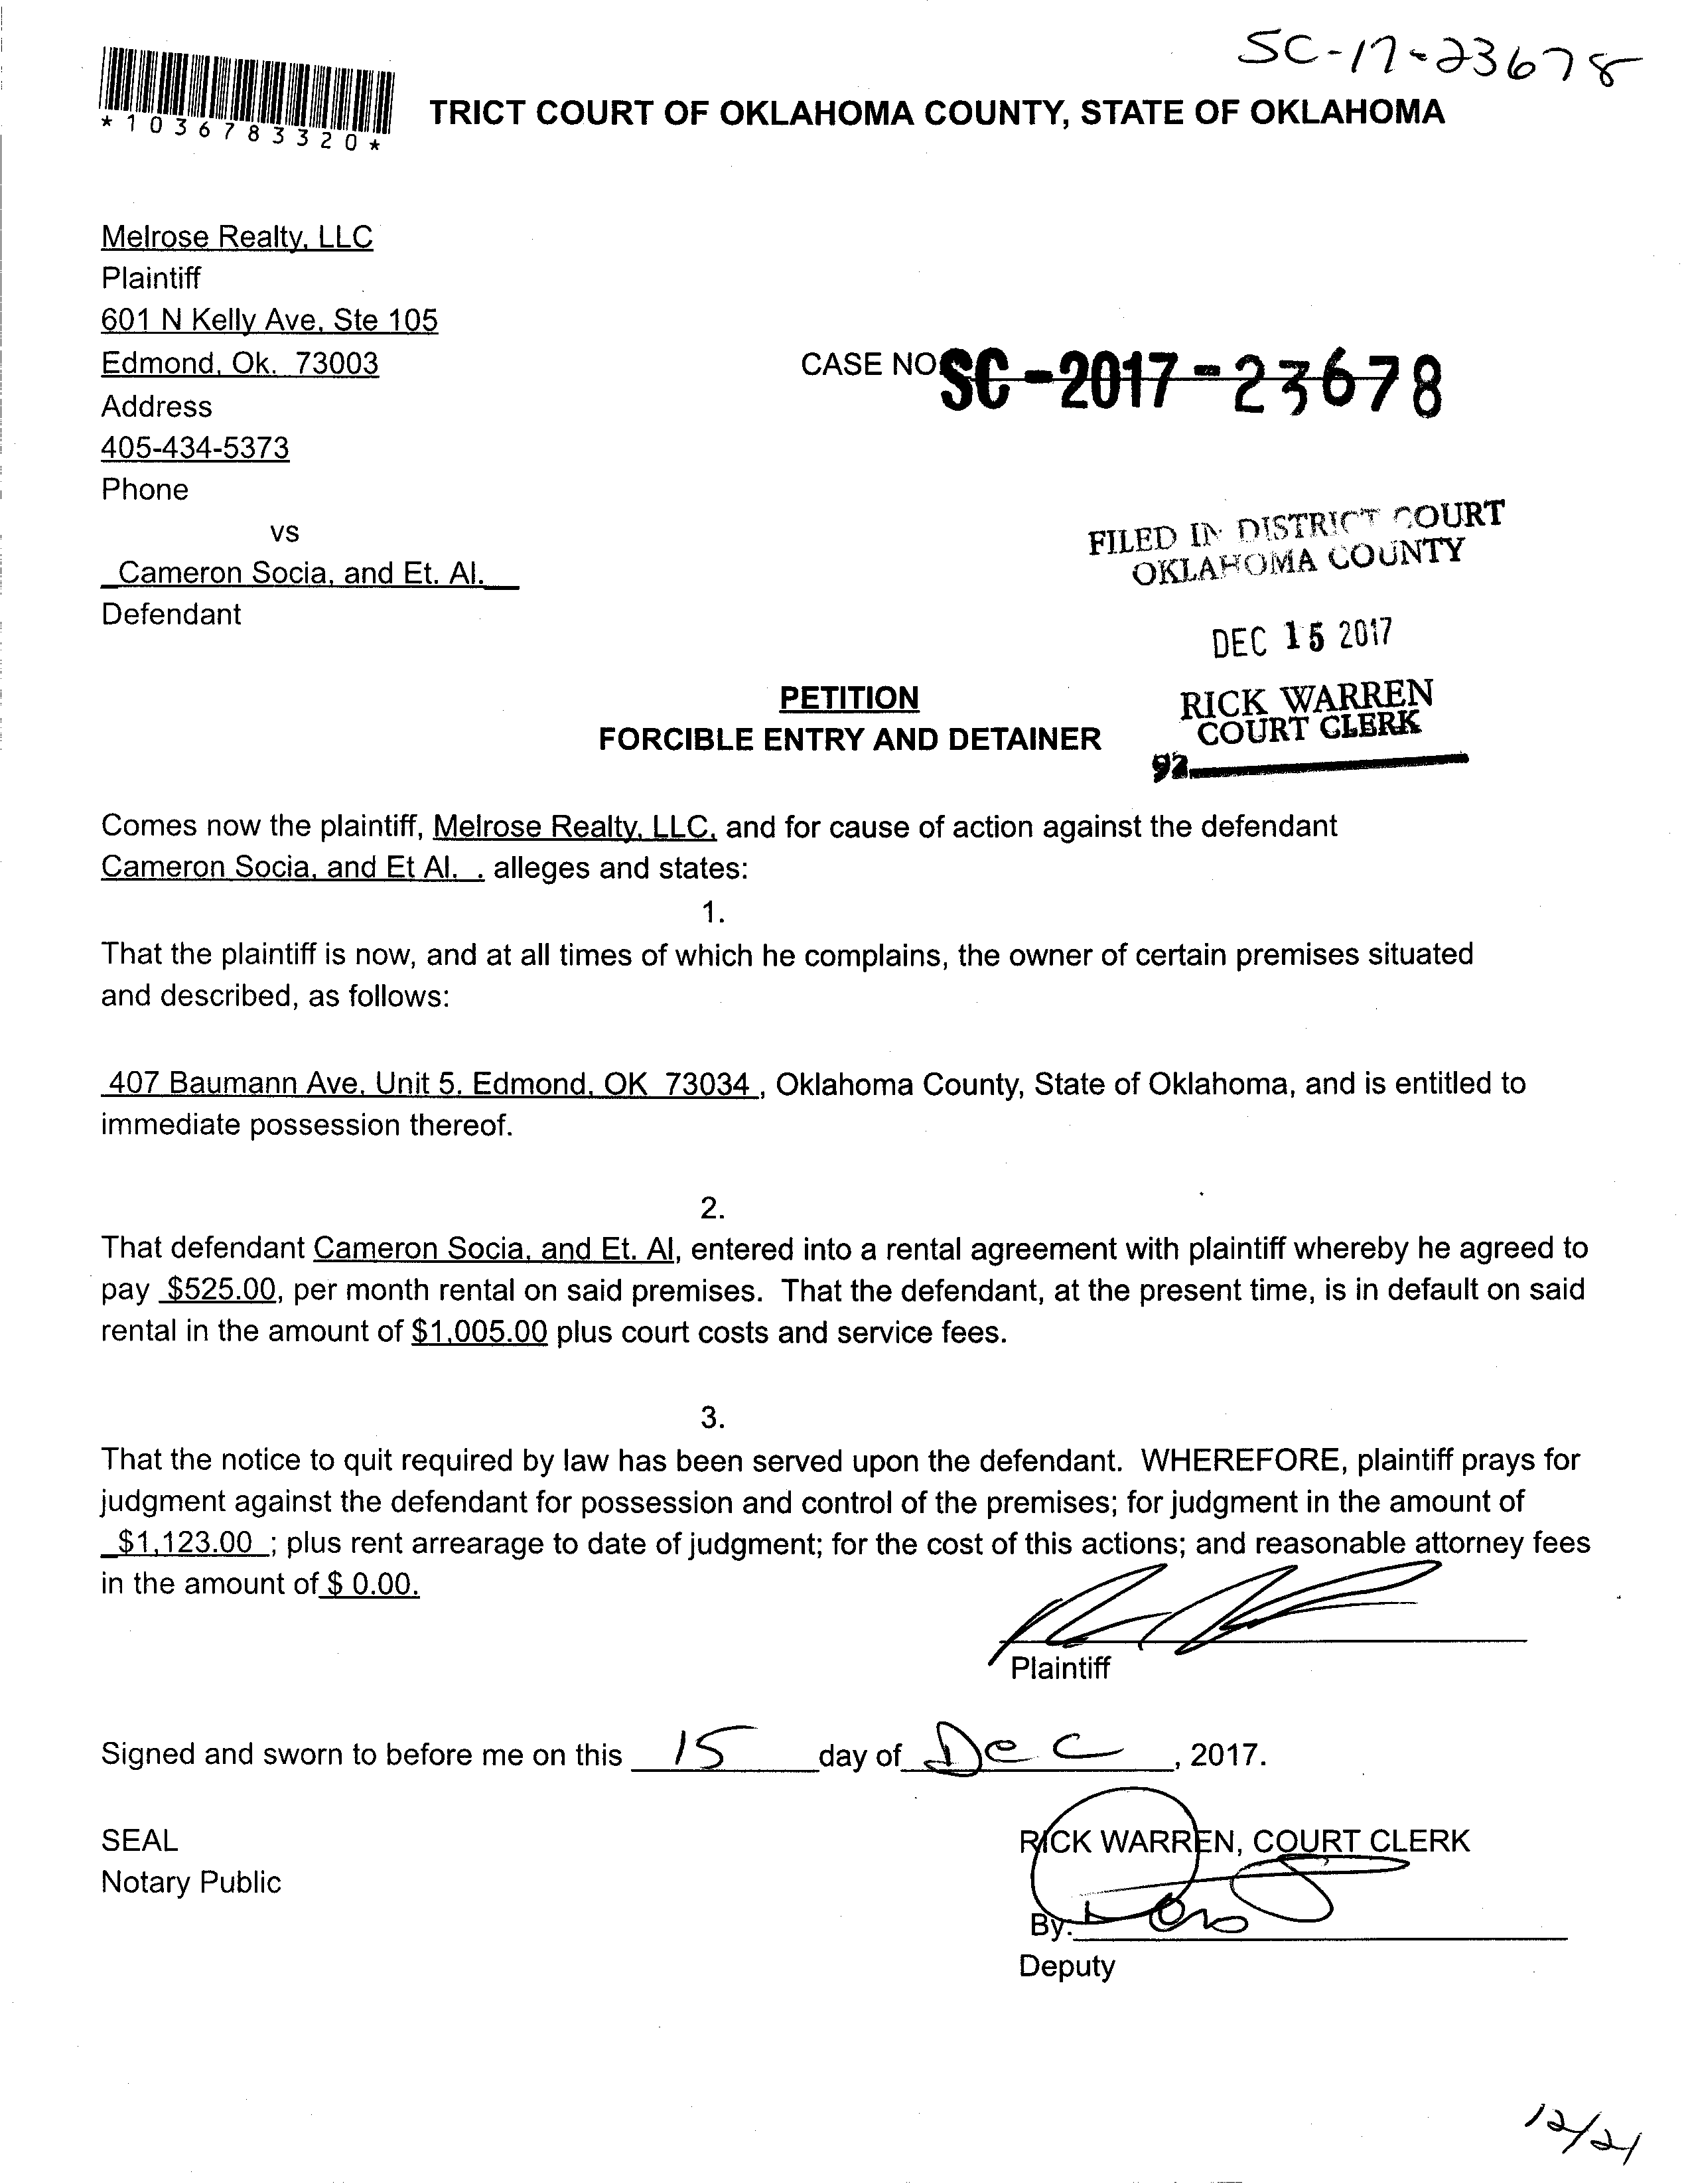 SC-17-23678
*1036783320*
TRICT COURT OF OKLAHOMA COUNTY, STATE OF OKLAHOMA
Melrose Realty, LLC
Plaintiff
601 N Kelly Ave, Ste 105
Edmond, Ok. 73003
Address
405-434-5373
Phone
vs
Cameron Socia, and Et. Al.
Defendant
CASE NO SC-2017-23678
FILED IN DISTRICT COURT
OKLAHOMA COUNTY
DEC 15 2017
RICK WARREN
COURT CLERK
92
PETITION
FORCIBLE ENTRY AND DETAINER
Comes now the plaintiff, Melrose Realty, LLC, and for cause of action against the defendant
Cameron Socia, and Et Al. . alleges and states:
1.
That the plaintiff is now, and at all times of which he complains, the owner of certain premises situated
and described, as follows:
407 Baumann Ave, Unit 5, Edmond, OK 73034 , Oklahoma County, State of Oklahoma, and is entitled to
immediate possession thereof.
2.
That defendant Cameron Socia, and Et. Al, entered into a rental agreement with plaintiff whereby he agreed to
pay $525.00, per month rental on said premises. That the defendant, at the present time, is in default on said
rental in the amount of $1,005.00 plus court costs and service fees.
3.
That the notice to quit required by law has been served upon the defendant. WHEREFORE, plaintiff prays for
judgment against the defendant for possession and control of the premises; for judgment in the amount of
$1,123.00 ; plus rent arrearage to date of judgment; for the cost of this actions; and reasonable attorney fees
in the amount of $ 0.00.
Plaintiff
Signed and sworn to before me on this 15 day of Dec , 2017.
SEAL
Notary Public
RICK WARREN, COURT CLERK
By:
Deputy
12/21